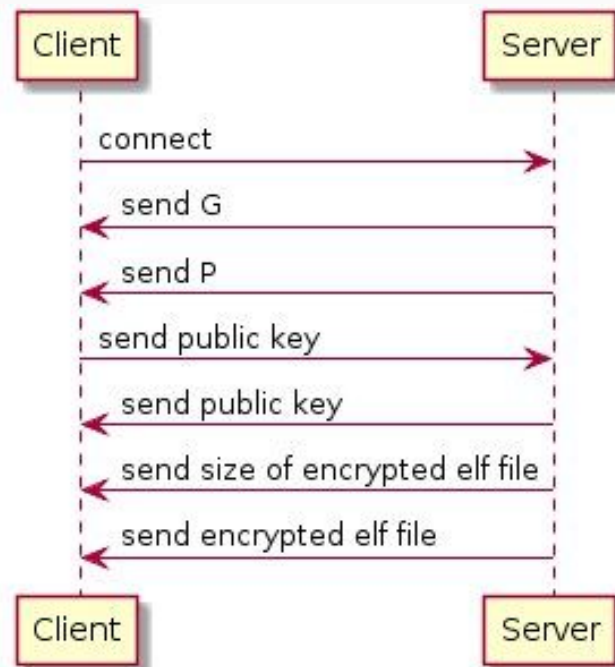 Client Server
connect
send G
send P
send public key
send public key
send size of encrypted elf file
send encrypted elf file
Client Server